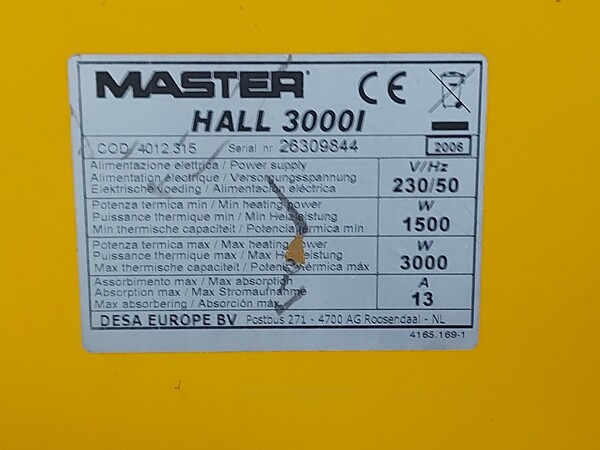 MASTER CE
HALL 3000I
COD 4012.315 Serial nr 26309844 2006
Alimentazione elettrica / Power supply V/Hz
Alimentation électrique / Versorgungsspannung
Elektrische voeding / Alimentación eléctrica 230/50
Potenza termica min / Min heating power W
Puissance thermique min / Min Heizleistung
Min thermische capaciteit / Potencia térmica min 1500
Potenza termica max / Max heating power W
Puissance thermique max / Max Heizleistung
Max thermische capaciteit / Potencia térmica máx 3000
Assorbimento max / Max absorption A
Absorption max / Max Stromaufnahme
Max absorbering / Absorción máx 13
DESA EUROPE BV Postbus 271 - 4700 AG Roosendaal - NL
4165.169-1